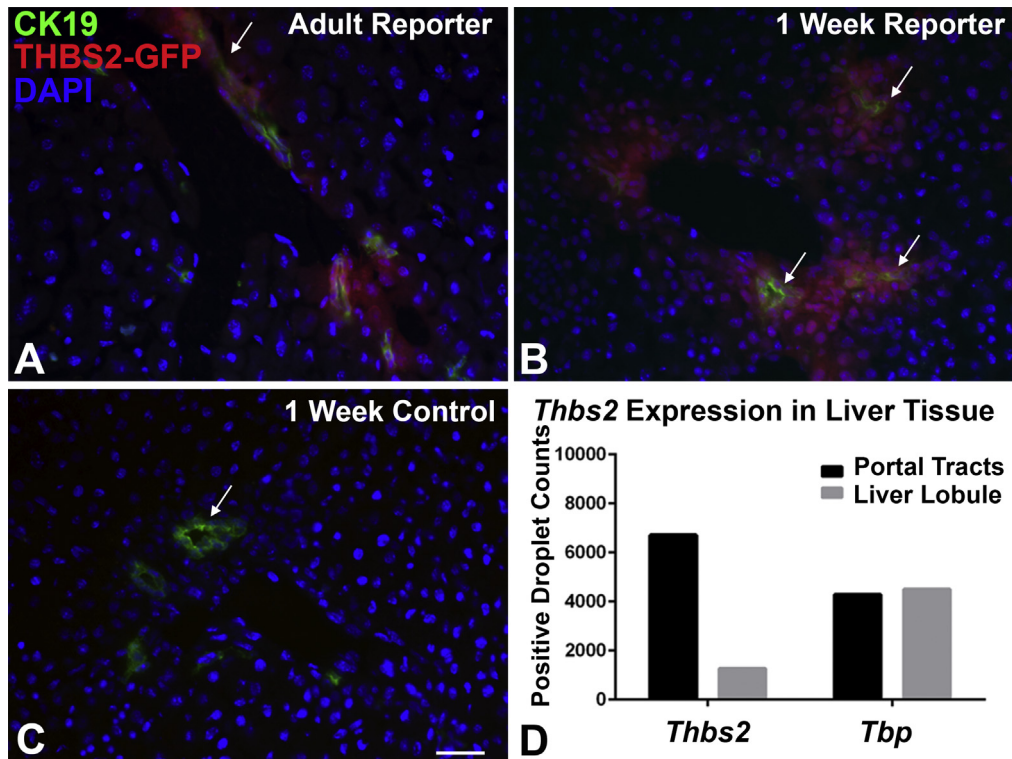 CK19
THBS2-GFP
DAPI
Adult Reporter
A
1 Week Reporter
B
1 Week Control
C
Thbs2 Expression in Liver Tissue
Positive Droplet Counts
10000
8000
6000
4000
2000
0
Portal Tracts
Liver Lobule
Thbs2
Tbp
D